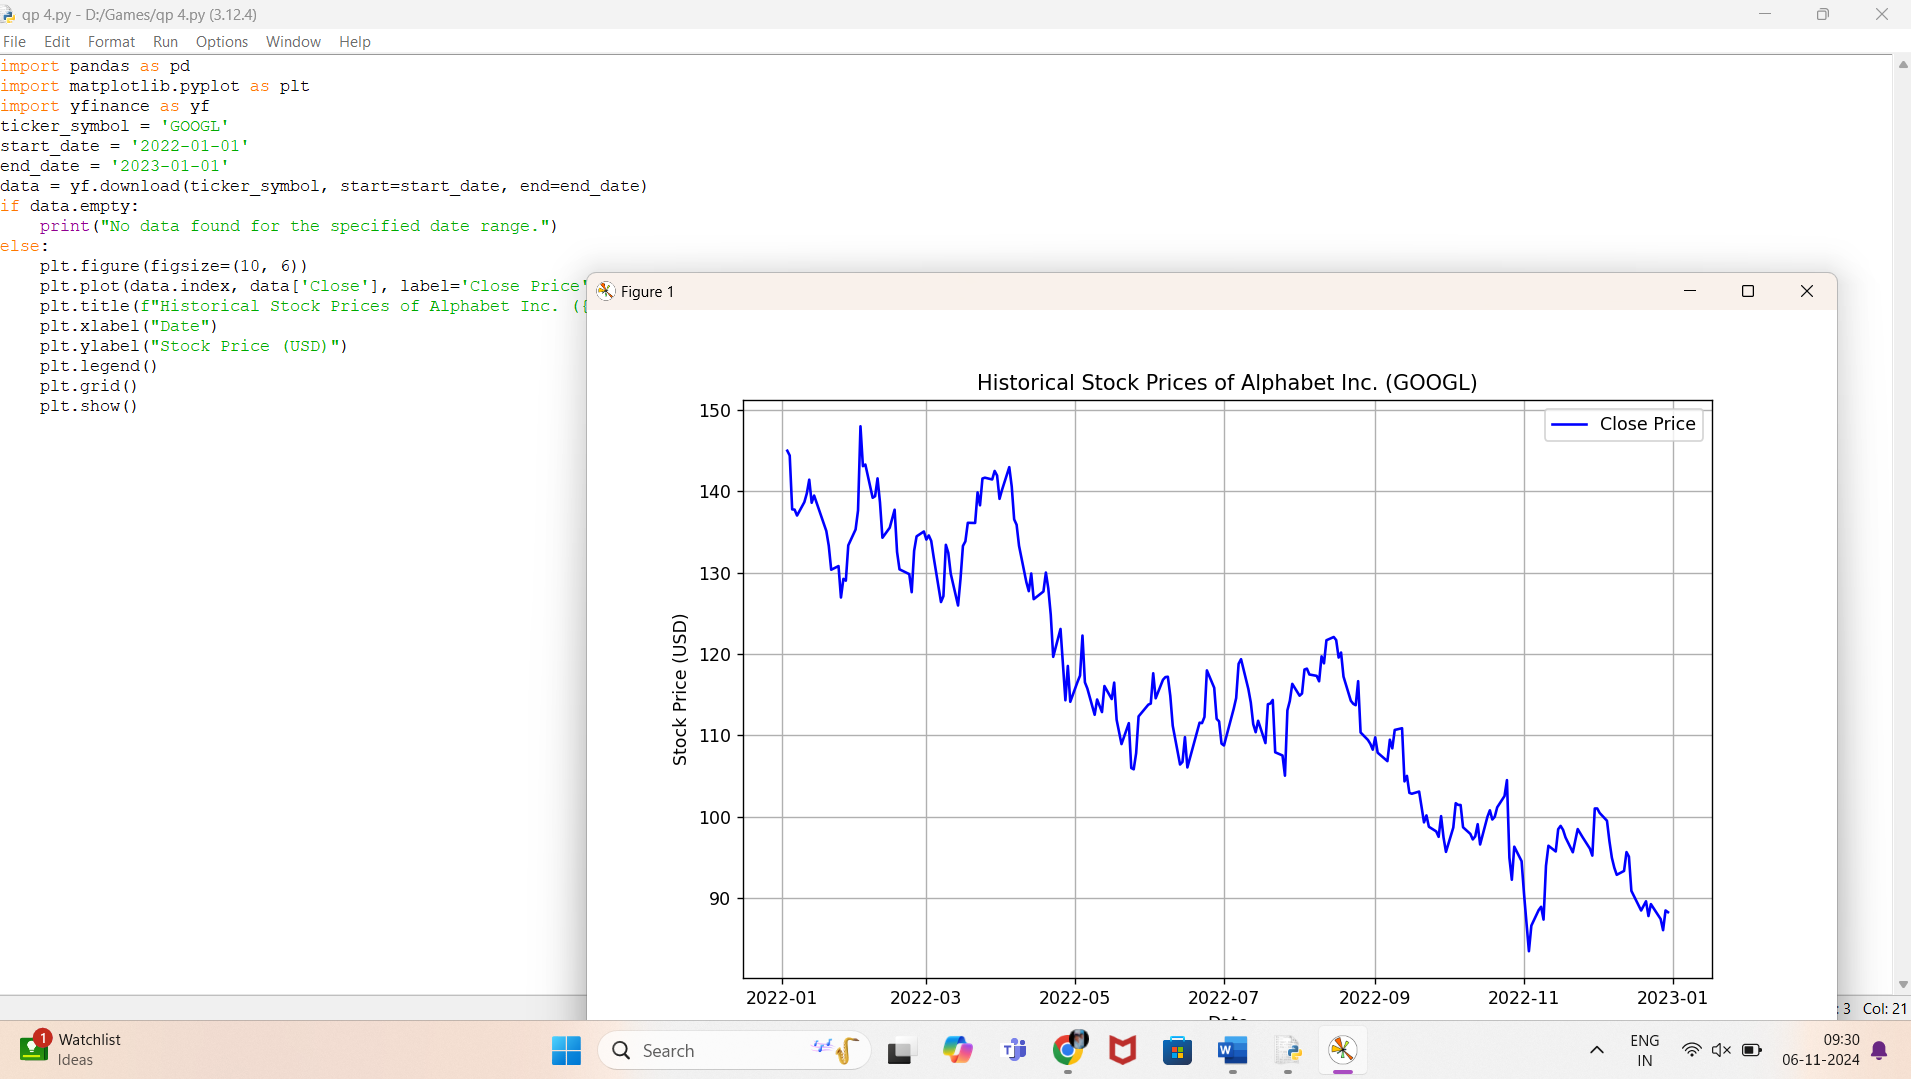 qp 4.py - D:/Games/qp 4.py (3.12.4)
File Edit Format Run Options Window Help
import pandas as pd
import matplotlib.pyplot as plt
import yfinance as yf
ticker_symbol = 'GOOGL'
start_date = '2022-01-01'
end_date = '2023-01-01'
data = yf.download(ticker_symbol, start=start_date, end=end_date)
if data.empty:
    print("No data found for the specified date range.")
else:
    plt.figure(figsize=(10, 6))
    plt.plot(data.index, data['Close'], label='Close Price'
    plt.title(f"Historical Stock Prices of Alphabet Inc. ({
    plt.xlabel("Date")
    plt.ylabel("Stock Price (USD)")
    plt.legend()
    plt.grid()
    plt.show()
Figure 1
Historical Stock Prices of Alphabet Inc. (GOOGL)
Close Price
150
140
130
120
110
100
90
Stock Price (USD)
2022-01 2022-03 2022-05 2022-07 2022-09 2022-11 2023-01
Date
: 3 Col: 21
1
Watchlist
Ideas
Search
ENG
IN
09:30
06-11-2024